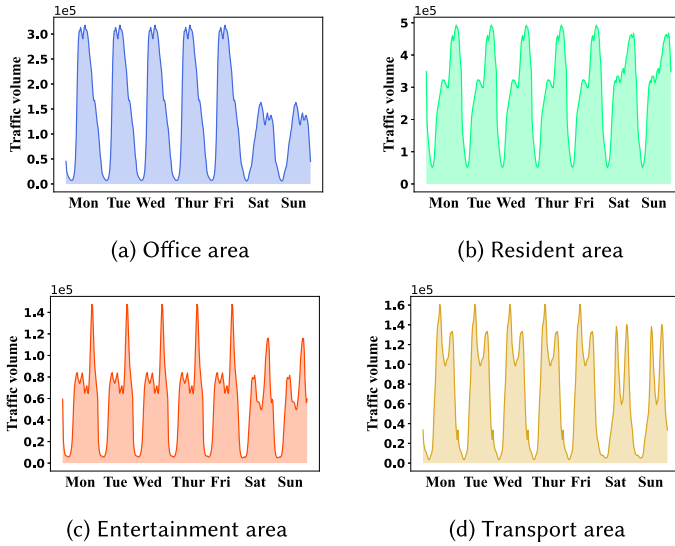 1e5
Traffic volume
3.0
2.5
2.0
1.5
1.0
0.5
0.0
Mon Tue Wed Thur Fri Sat Sun
(a) Office area
1e5
Traffic volume
5
4
3
2
1
0
Mon Tue Wed Thur Fri Sat Sun
(b) Resident area
1e5
Traffic volume
1.4
1.2
1.0
0.8
0.6
0.4
0.2
0.0
Mon Tue Wed Thur Fri Sat Sun
(c) Entertainment area
1e5
Traffic volume
1.6
1.4
1.2
1.0
0.8
0.6
0.4
0.2
0.0
Mon Tue Wed Thur Fri Sat Sun
(d) Transport area